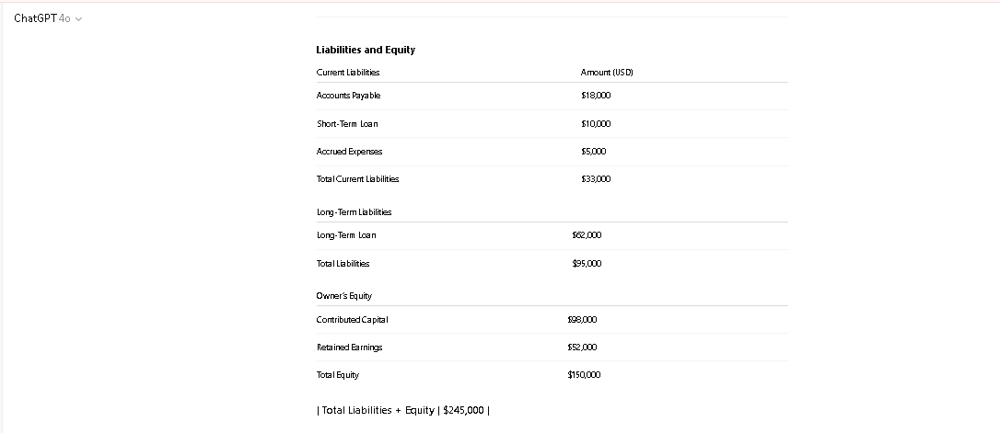 ChatGPT 4o
Liabilities and Equity
Current Liabilities Amount (USD)
Accounts Payable $18,000
Short-Term Loan $10,000
Accrued Expenses $5,000
Total Current Liabilities $33,000
Long-Term Liabilities
Long-Term Loan $62,000
Total Liabilities $95,000
Owner's Equity
Contributed Capital $98,000
Retained Earnings $52,000
Total Equity $150,000
| Total Liabilities + Equity | $245,000 |